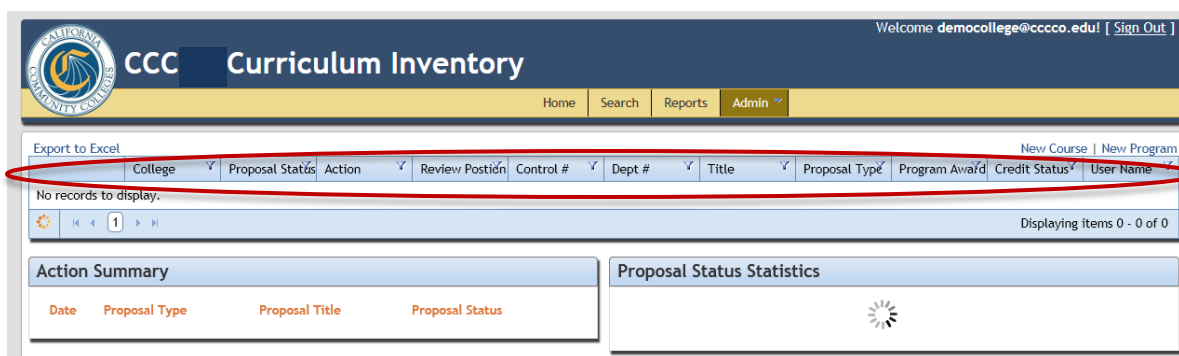 Welcome democollege@cccco.edu! [ Sign Out ]
CALIFORNIA
COMMUNITY COLLEGES
CCC Curriculum Inventory
Home Search Reports Admin
Export to Excel New Course | New Program
College Proposal Status Action Review Position Control # Dept # Title Proposal Type Program Award Credit Status User Name
No records to display.
1 Displaying items 0 - 0 of 0
Action Summary Proposal Status Statistics
Date Proposal Type Proposal Title Proposal Status